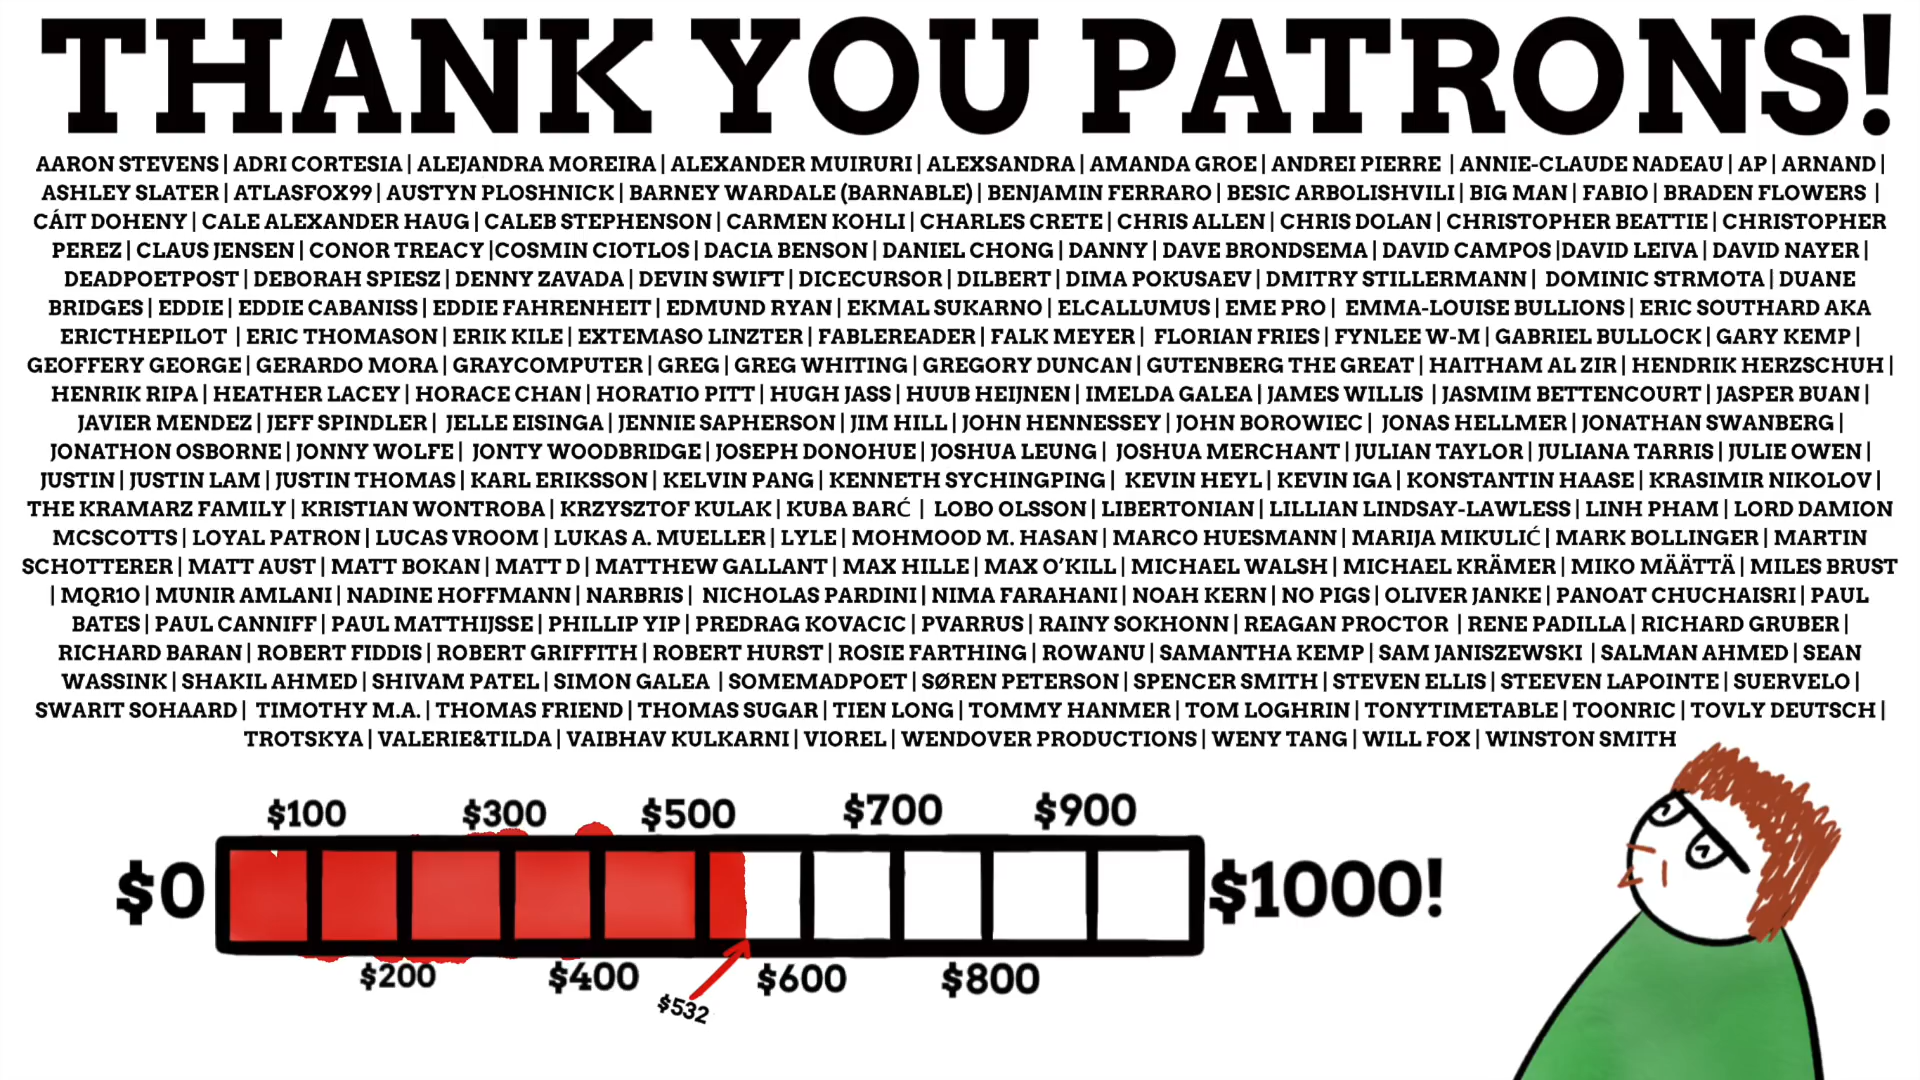 THANK YOU PATRONS!
AARON STEVENS | ADRI CORTESIA | ALEJANDRA MOREIRA | ALEXANDER MUIRURI | ALEXSANDRA | AMANDA GROE | ANDREI PIERRE | ANNIE-CLAUDE NADEAU | AP | ARNAND |
ASHLEY SLATER | ATLASFOX99 | AUSTYN PLOSHNICK | BARNEY WARDALE (BARNABLE) | BENJAMIN FERRARO | BESIC ARBOLISHVILI | BIG MAN | FABIO | BRADEN FLOWERS |
CÁIT DOHENY | CALE ALEXANDER HAUG | CALEB STEPHENSON | CARMEN KOHLI | CHARLES CRETE | CHRIS ALLEN | CHRIS DOLAN | CHRISTOPHER BEATTIE | CHRISTOPHER
PEREZ | CLAUS JENSEN | CONOR TREACY |COSMIN CIOTLOS | DACIA BENSON | DANIEL CHONG | DANNY | DAVE BRONDSEMA | DAVID CAMPOS |DAVID LEIVA | DAVID NAYER |
DEADPOETPOST | DEBORAH SPIESZ | DENNY ZAVADA | DEVIN SWIFT | DICECURSOR | DILBERT | DIMA POKUSAEV | DMITRY STILLERMANN | DOMINIC STRMOTA | DUANE
BRIDGES | EDDIE | EDDIE CABANISS | EDDIE FAHRENHEIT | EDMUND RYAN | EKMAL SUKARNO | ELCALLUMUS | EME PRO | EMMA-LOUISE BULLIONS | ERIC SOUTHARD AKA
ERICTHEPILOT | ERIC THOMASON | ERIK KILE | EXTEMASO LINZTER | FABLEREADER | FALK MEYER | FLORIAN FRIES | FYNLEE W-M | GABRIEL BULLOCK | GARY KEMP |
GEOFFERY GEORGE | GERARDO MORA | GRAYCOMPUTER | GREG | GREG WHITING | GREGORY DUNCAN | GUTENBERG THE GREAT | HAITHAM AL ZIR | HENDRIK HERZSCHUH |
HENRIK RIPA | HEATHER LACEY | HORACE CHAN | HORATIO PITT | HUGH JASS | HUUB HEIJNEN | IMELDA GALEA | JAMES WILLIS | JASMIM BETTENCOURT | JASPER BUAN |
JAVIER MENDEZ | JEFF SPINDLER | JELLE EISINGA | JENNIE SAPHERSON | JIM HILL | JOHN HENNESSEY | JOHN BOROWIEC | JONAS HELLMER | JONATHAN SWANBERG |
JONATHON OSBORNE | JONNY WOLFE | JONTY WOODBRIDGE | JOSEPH DONOHUE | JOSHUA LEUNG | JOSHUA MERCHANT | JULIAN TAYLOR | JULIANA TARRIS | JULIE OWEN |
JUSTIN | JUSTIN LAM | JUSTIN THOMAS | KARL ERIKSSON | KELVIN PANG | KENNETH SYCHINGPING | KEVIN HEYL | KEVIN IGA | KONSTANTIN HAASE | KRASIMIR NIKOLOV |
THE KRAMARZ FAMILY | KRISTIAN WONTROBA | KRZYSZTOF KULAK | KUBA BARĆ | LOBO OLSSON | LIBERTONIAN | LILLIAN LINDSAY-LAWLESS | LINH PHAM | LORD DAMION
MCSCOTTS | LOYAL PATRON | LUCAS VROOM | LUKAS A. MUELLER | LYLE | MOHMOOD M. HASAN | MARCO HUESMANN | MARIJA MIKULIĆ | MARK BOLLINGER | MARTIN
SCHOTTERER | MATT AUST | MATT BOKAN | MATT D | MATTHEW GALLANT | MAX HILLE | MAX O'KILL | MICHAEL WALSH | MICHAEL KRÄMER | MIKO MÄÄTTÄ | MILES BRUST
| MQR10 | MUNIR AMLANI | NADINE HOFFMANN | NARBRIS | NICHOLAS PARDINI | NIMA FARAHANI | NOAH KERN | NO PIGS | OLIVER JANKE | PANOAT CHUCHAISRI | PAUL
BATES | PAUL CANNIFF | PAUL MATTHIJSSE | PHILLIP YIP | PREDRAG KOVACIC | PVARRUS | RAINY SOKHONN | REAGAN PROCTOR | RENE PADILLA | RICHARD GRUBER |
RICHARD BARAN | ROBERT FIDDIS | ROBERT GRIFFITH | ROBERT HURST | ROSIE FARTHING | ROWANU | SAMANTHA KEMP | SAM JANISZEWSKI | SALMAN AHMED | SEAN
WASSINK | SHAKIL AHMED | SHIVAM PATEL | SIMON GALEA | SOMEMADPOET | SØREN PETERSON | SPENCER SMITH | STEVEN ELLIS | STEEVEN LAPOINTE | SUERVELO |
SWARIT SOHAARD | TIMOTHY M.A. | THOMAS FRIEND | THOMAS SUGAR | TIEN LONG | TOMMY HANMER | TOM LOGHRIN | TONYTIMETABLE | TOONRIC | TOVLY DEUTSCH |
TROTSKYA | VALERIE&TILDA | VAIBHAV KULKARNI | VIOREL | WENDOVER PRODUCTIONS | WENY TANG | WILL FOX | WINSTON SMITH
$100 $300 $500 $700 $900
$0 $1000!
$200 $400 $600 $800
$532